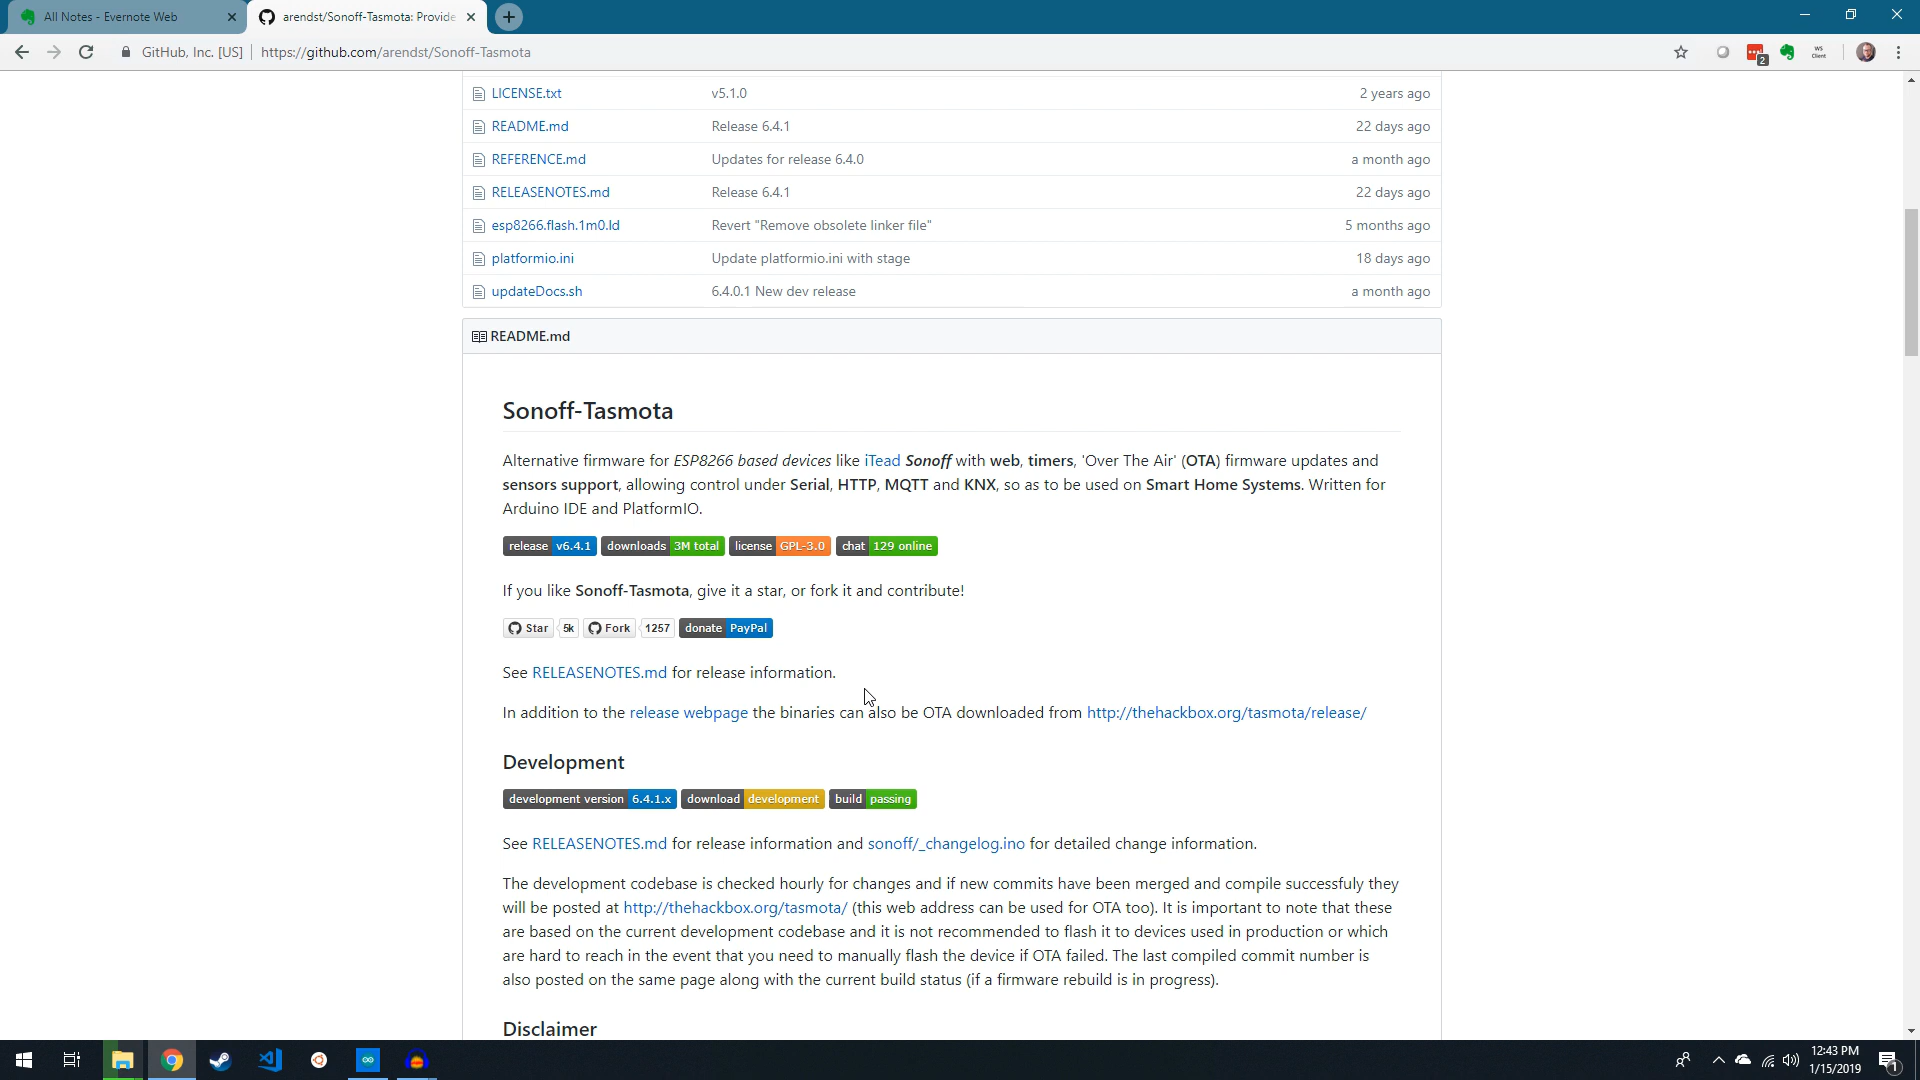 All Notes - Evernote Web
arendst/Sonoff-Tasmota: Provide
GitHub, Inc. [US] https://github.com/arendst/Sonoff-Tasmota
2
WS
Client
LICENSE.txt v5.1.0 2 years ago
README.md Release 6.4.1 22 days ago
REFERENCE.md Updates for release 6.4.0 a month ago
RELEASENOTES.md Release 6.4.1 22 days ago
esp8266.flash.1m0.ld Revert "Remove obsolete linker file" 5 months ago
platformio.ini Update platformio.ini with stage 18 days ago
updateDocs.sh 6.4.0.1 New dev release a month ago
README.md
Sonoff-Tasmota
Alternative firmware for ESP8266 based devices like iTead Sonoff with web, timers, 'Over The Air' (OTA) firmware updates and
sensors support, allowing control under Serial, HTTP, MQTT and KNX, so as to be used on Smart Home Systems. Written for
Arduino IDE and PlatformIO.
release v6.4.1 downloads 3M total license GPL-3.0 chat 129 online
If you like Sonoff-Tasmota, give it a star, or fork it and contribute!
Star 5k Fork 1257 donate PayPal
See RELEASENOTES.md for release information.
In addition to the release webpage the binaries can also be OTA downloaded from http://thehackbox.org/tasmota/release/
Development
development version 6.4.1.x download development build passing
See RELEASENOTES.md for release information and sonoff/_changelog.ino for detailed change information.
The development codebase is checked hourly for changes and if new commits have been merged and compile successfuly they
will be posted at http://thehackbox.org/tasmota/ (this web address can be used for OTA too). It is important to note that these
are based on the current development codebase and it is not recommended to flash it to devices used in production or which
are hard to reach in the event that you need to manually flash the device if OTA failed. The last compiled commit number is
also posted on the same page along with the current build status (if a firmware rebuild is in progress).
Disclaimer
12:43 PM
1/15/2019
1